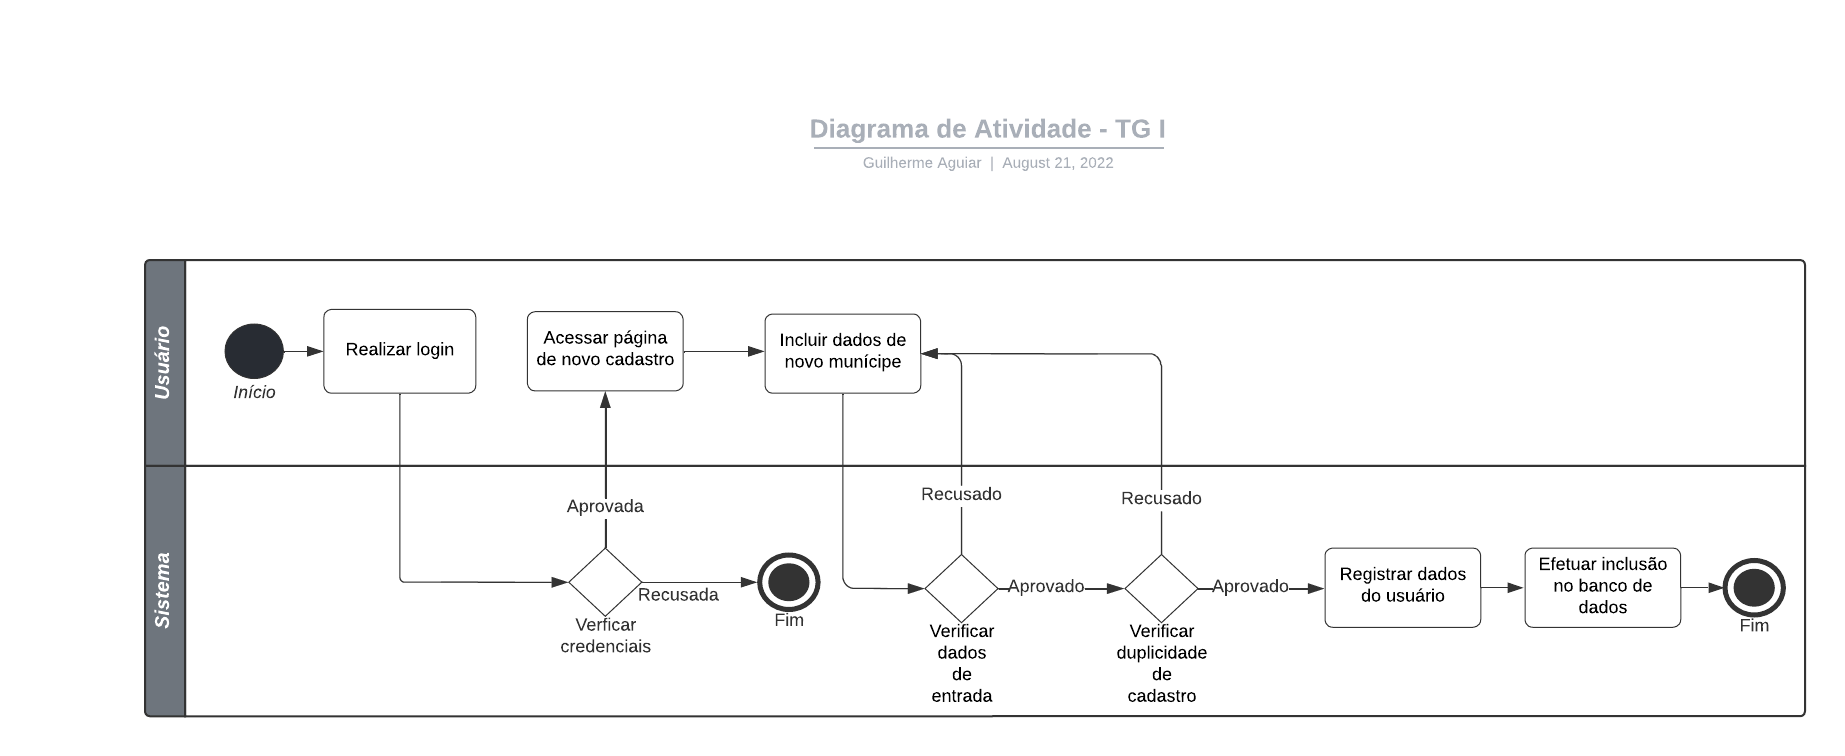 Diagrama de Atividade - TG I
Guilherme Aguiar | August 21, 2022
Usuário
Início
Realizar login
Acessar página
de novo cadastro
Incluir dados de
novo munícipe
Sistema
Aprovada
Recusada
Verficar
credenciais
Fim
Recusado
Aprovado
Verificar
dados
de
entrada
Recusado
Aprovado
Verificar
duplicidade
de
cadastro
Registrar dados
do usuário
Efetuar inclusão
no banco de
dados
Fim